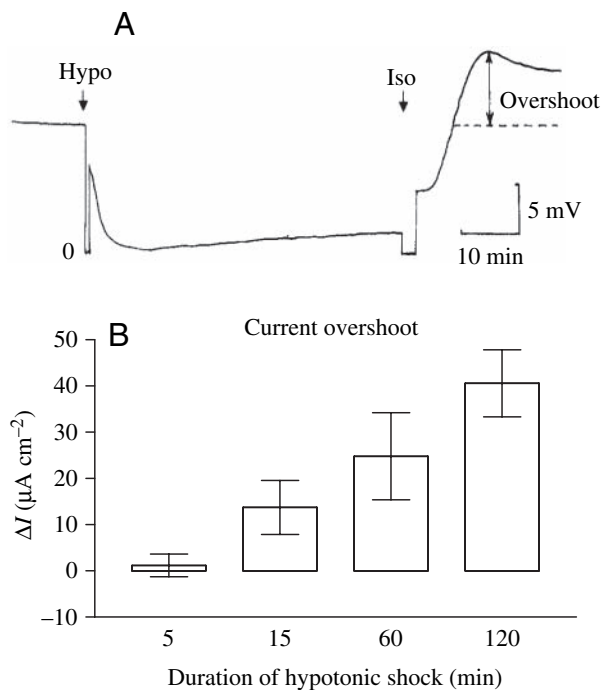 A
Hypo
Iso
Overshoot
0
5 mV
10 min
B
Current overshoot
50
40
30
20
10
0
−10
ΔI (µA cm−2)
5 15 60 120
Duration of hypotonic shock (min)